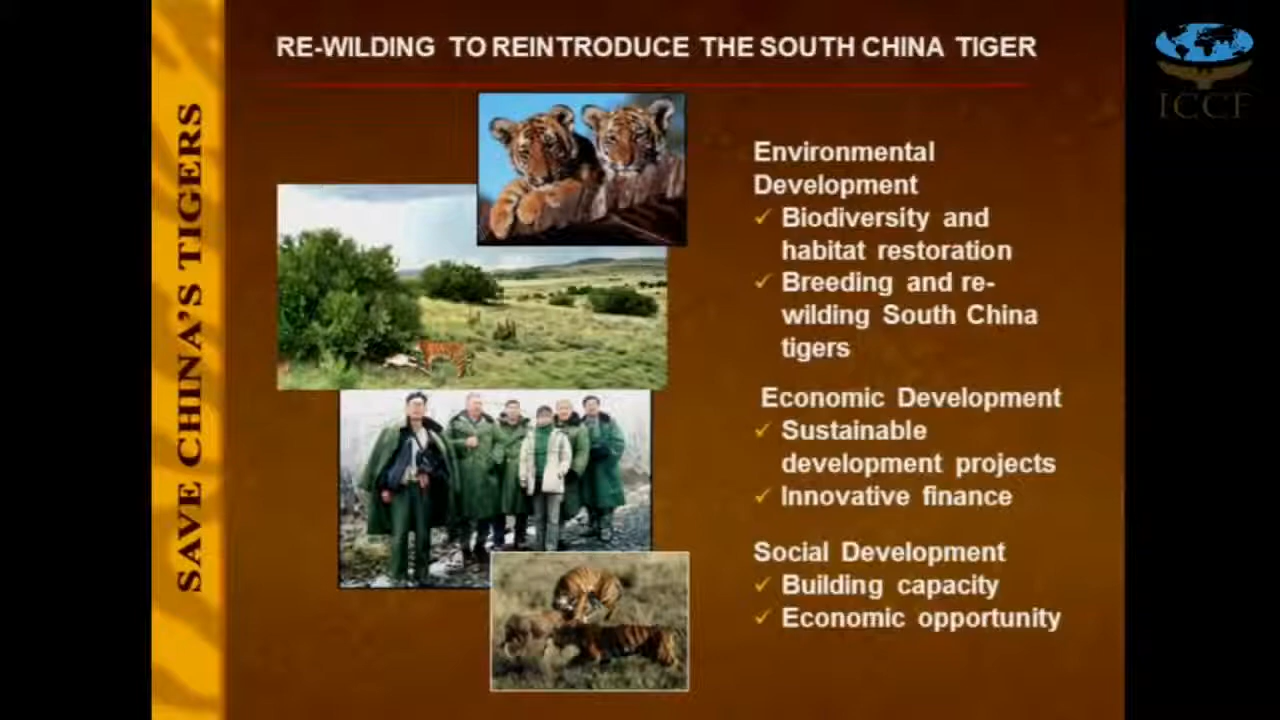 RE-WILDING TO REINTRODUCE THE SOUTH CHINA TIGER
ICCF
SAVE CHINA'S TIGERS
Environmental
Development
✓ Biodiversity and
habitat restoration
✓ Breeding and re-
wilding South China
tigers
Economic Development
✓ Sustainable
development projects
✓ Innovative finance
Social Development
✓ Building capacity
✓ Economic opportunity